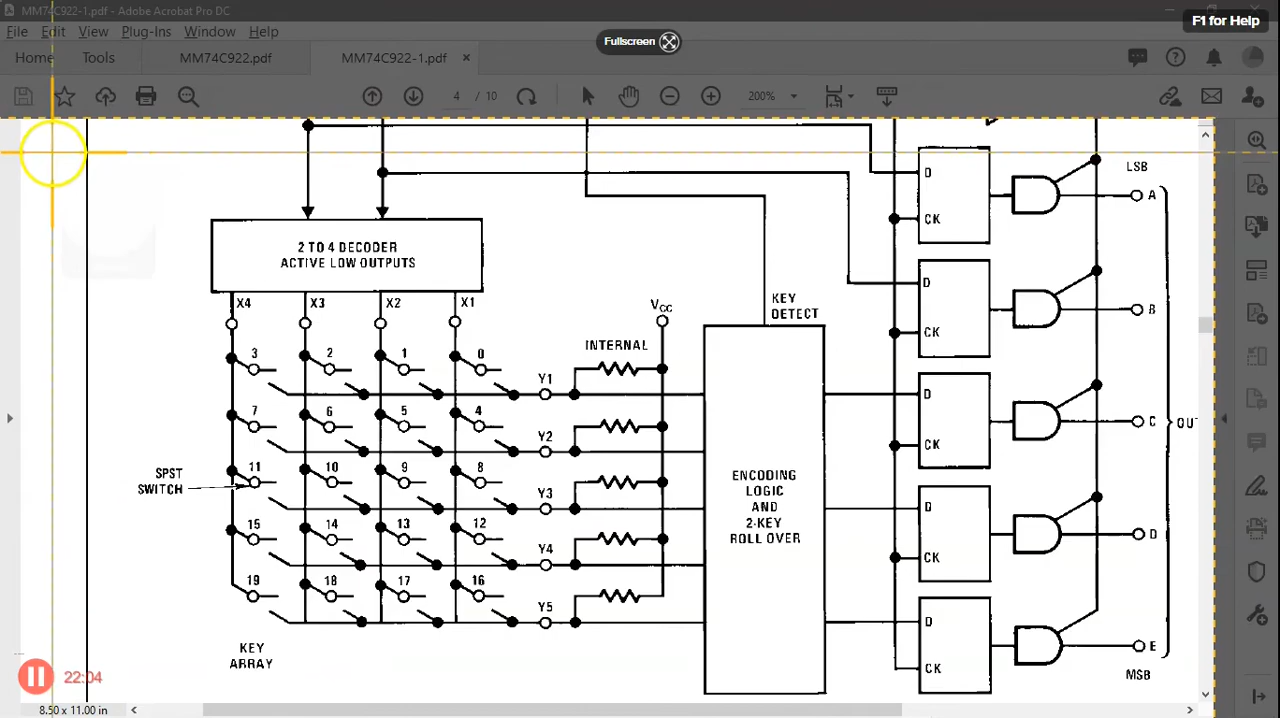 MM74C922-1.pdf - Adobe Acrobat Pro DC
F1 for Help
File Edit View Plug-Ins Window Help
Fullscreen
Home Tools MM74C922.pdf MM74C922-1.pdf ×
4 / 10 200%
D LSB
A
CK
2 TO 4 DECODER
ACTIVE LOW OUTPUTS
D
X4 X3 X2 X1 VCC KEY
DETECT
B
CK
INTERNAL
3 2 1 0
Y1
D
7 6 5 4
Y2
C OUT
CK
SPST
SWITCH
11 10 9 8
Y3
ENCODING
LOGIC
AND
2-KEY
ROLL OVER
D
15 14 13 12
Y4
D
CK
19 18 17 16
Y5
D
KEY
ARRAY
E
CK
MSB
22:04
8.50 x 11.00 in